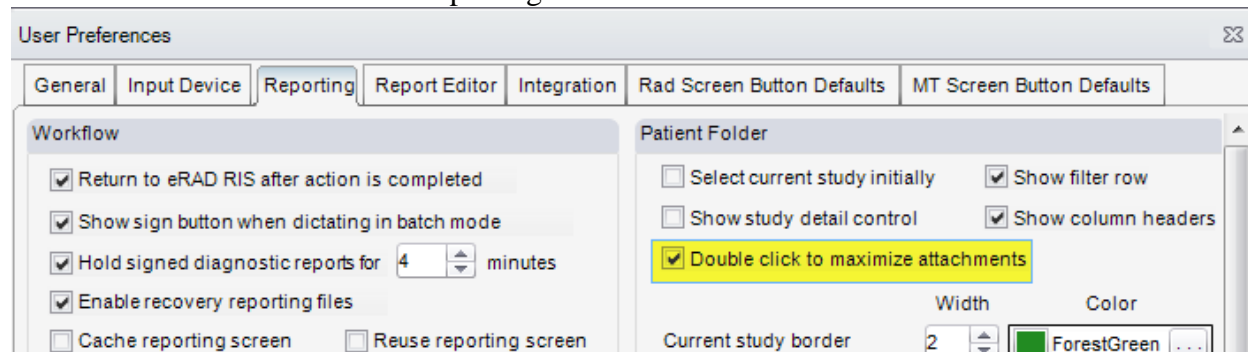 User Preferences
General Input Device Reporting Report Editor Integration Rad Screen Button Defaults MT Screen Button Defaults
Workflow
Return to eRAD RIS after action is completed
Show sign button when dictating in batch mode
Hold signed diagnostic reports for 4 minutes
Enable recovery reporting files
Cache reporting screen Reuse reporting screen
Patient Folder
Select current study initially Show filter row
Show study detail control Show column headers
Double click to maximize attachments
Width Color
Current study border 2 ForestGreen ...